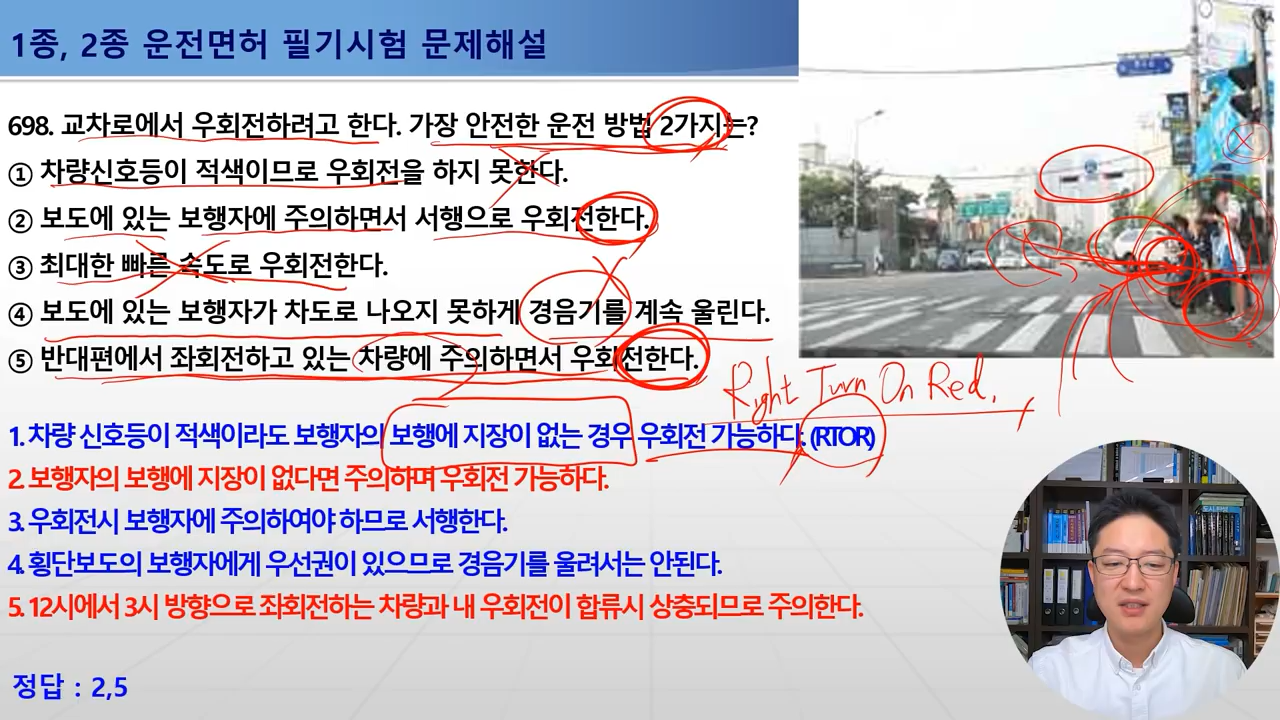 1종, 2종 운전면허 필기시험 문제해설
698. 교차로에서 우회전하려고 한다. 가장 안전한 운전 방법 2가지는?
① 차량신호등이 적색이므로 우회전을 하지 못한다.
② 보도에 있는 보행자에 주의하면서 서행으로 우회전한다.
③ 최대한 빠른 속도로 우회전한다.
④ 보도에 있는 보행자가 차도로 나오지 못하게 경음기를 계속 울린다.
⑤ 반대편에서 좌회전하고 있는 차량에 주의하면서 우회전한다.
Right Turn On Red.
1. 차량 신호등이 적색이라도 보행자의 보행에 지장이 없는 경우 우회전 가능하다. (RTOR)
2. 보행자의 보행에 지장이 없다면 주의하며 우회전 가능하다.
3. 우회전시 보행자에 주의하여야 하므로 서행한다.
4. 횡단보도의 보행자에게 우선권이 있으므로 경음기를 울려서는 안된다.
5. 12시에서 3시 방향으로 좌회전하는 차량과 내 우회전이 합류시 상충되므로 주의한다.
정답 : 2,5